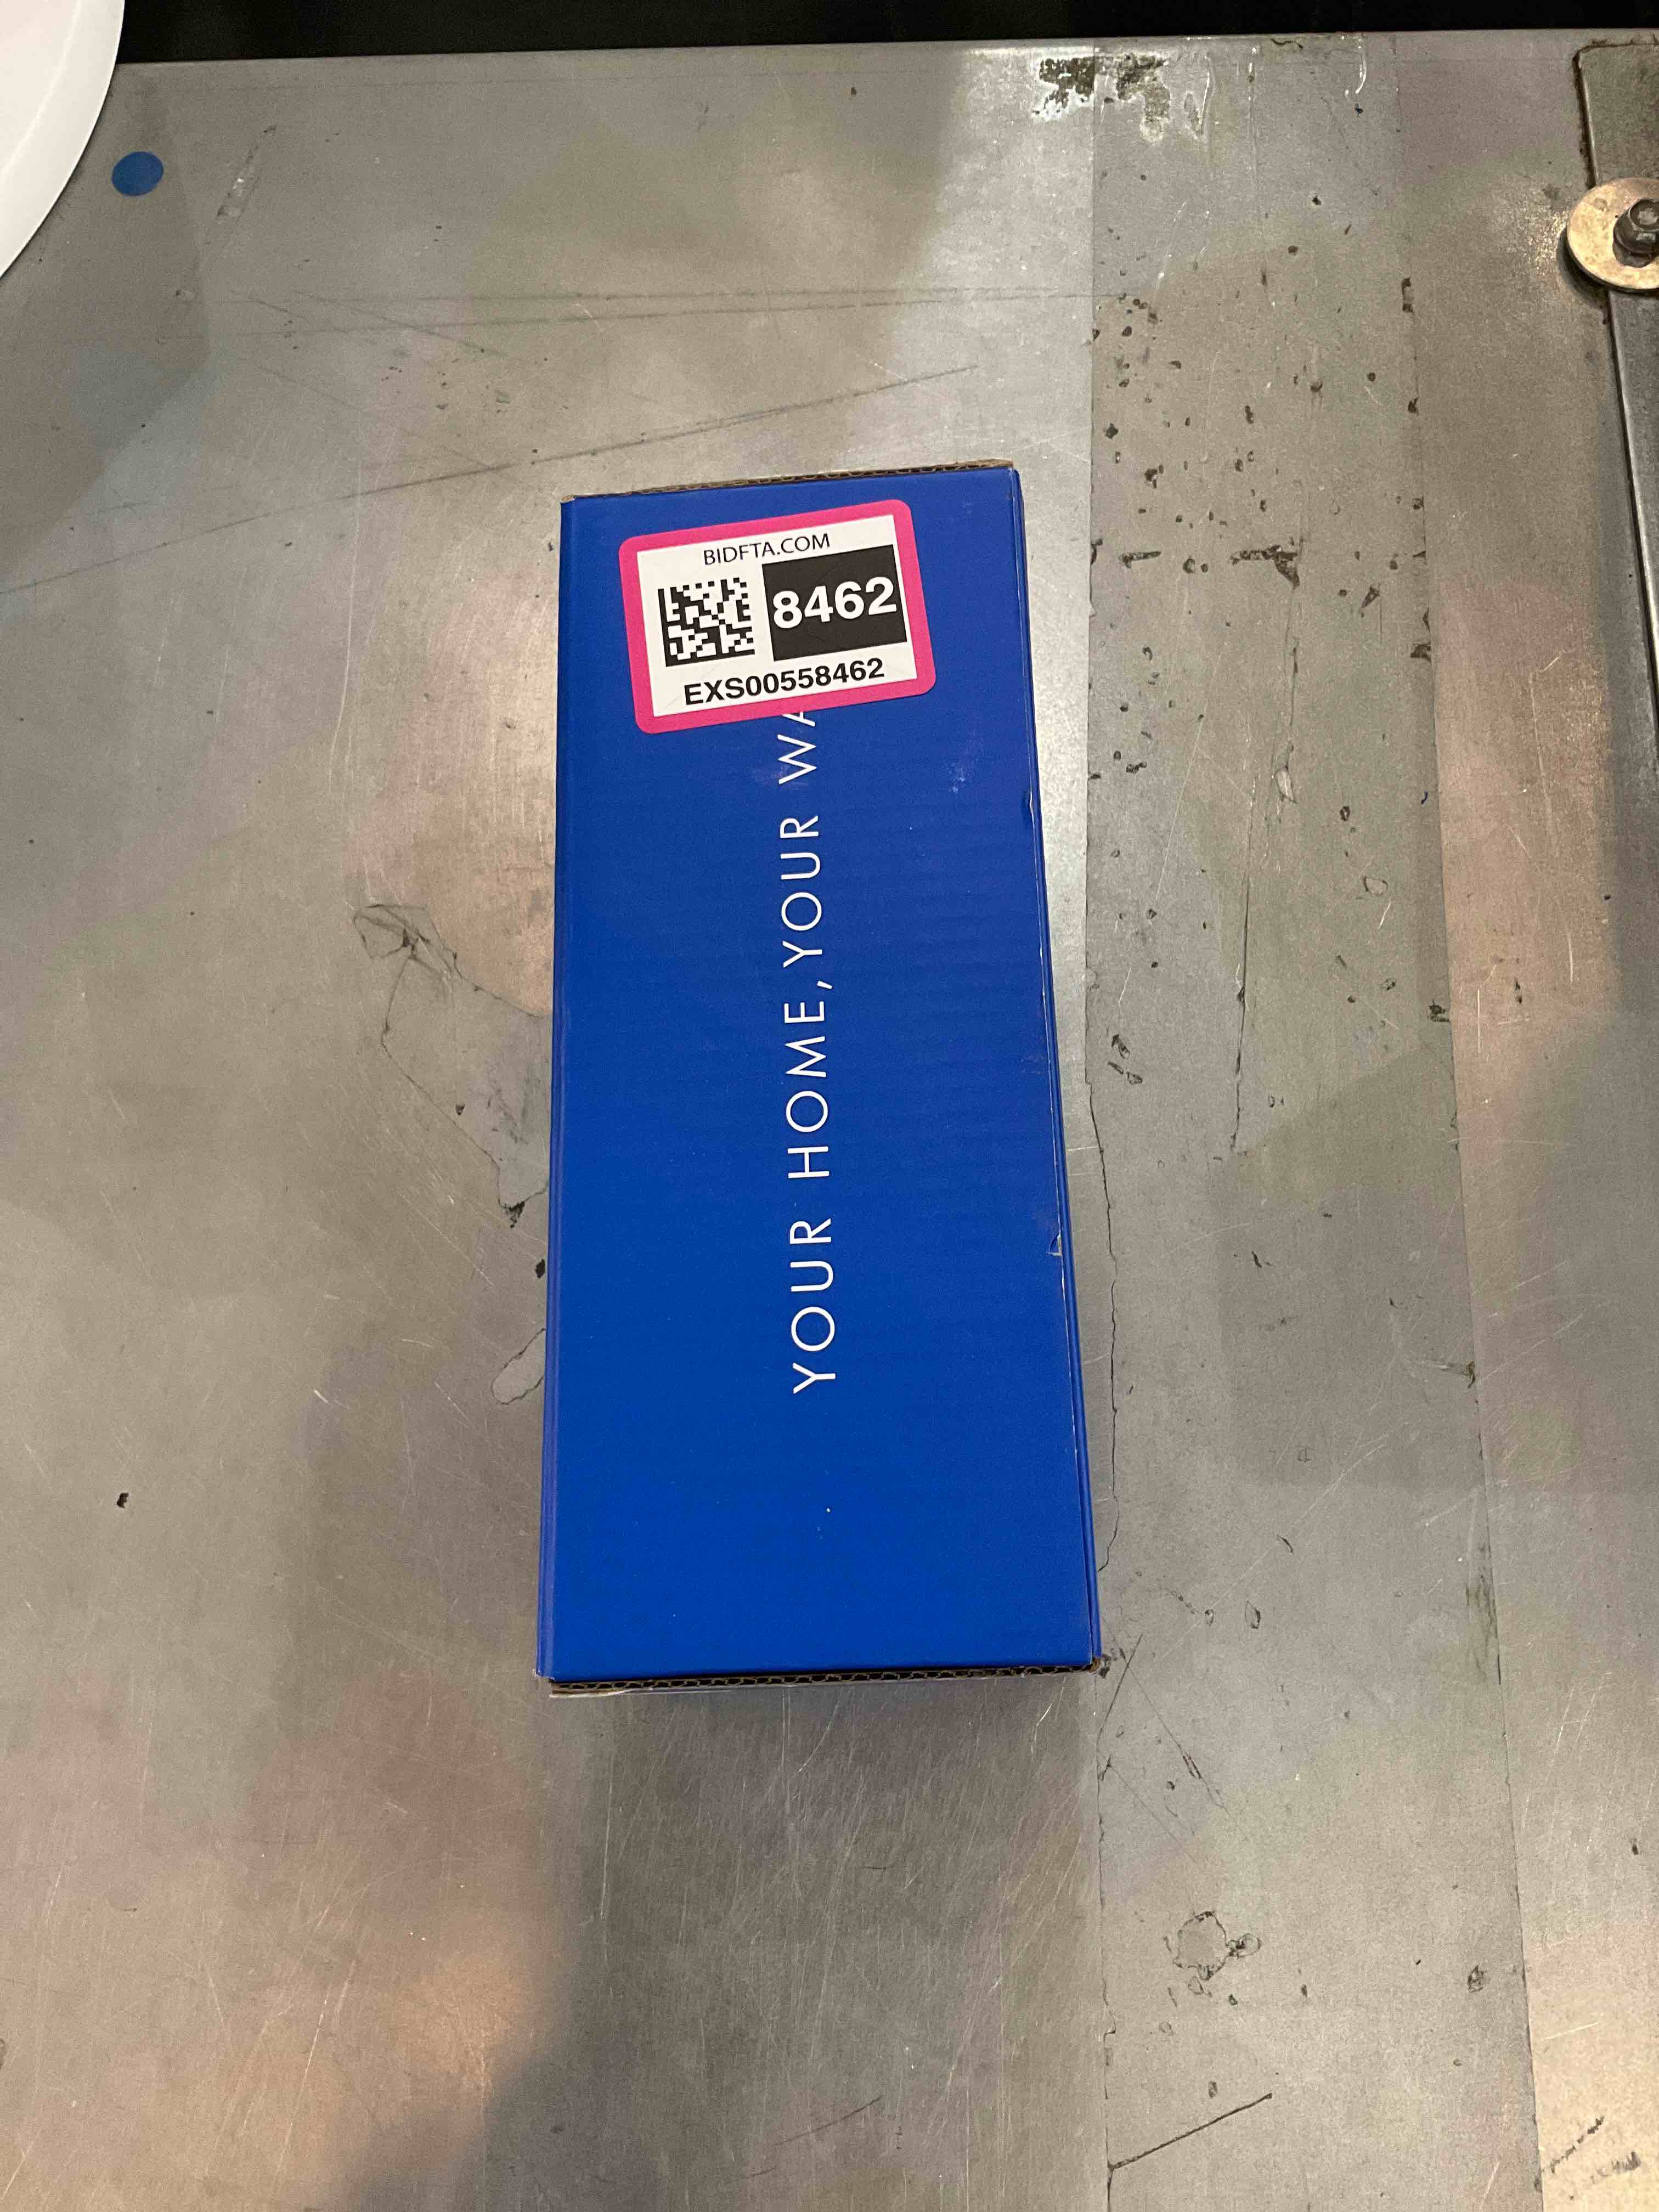 BIDFTA.COM
8462
EXS00558462
YOUR HOME, YOUR WA